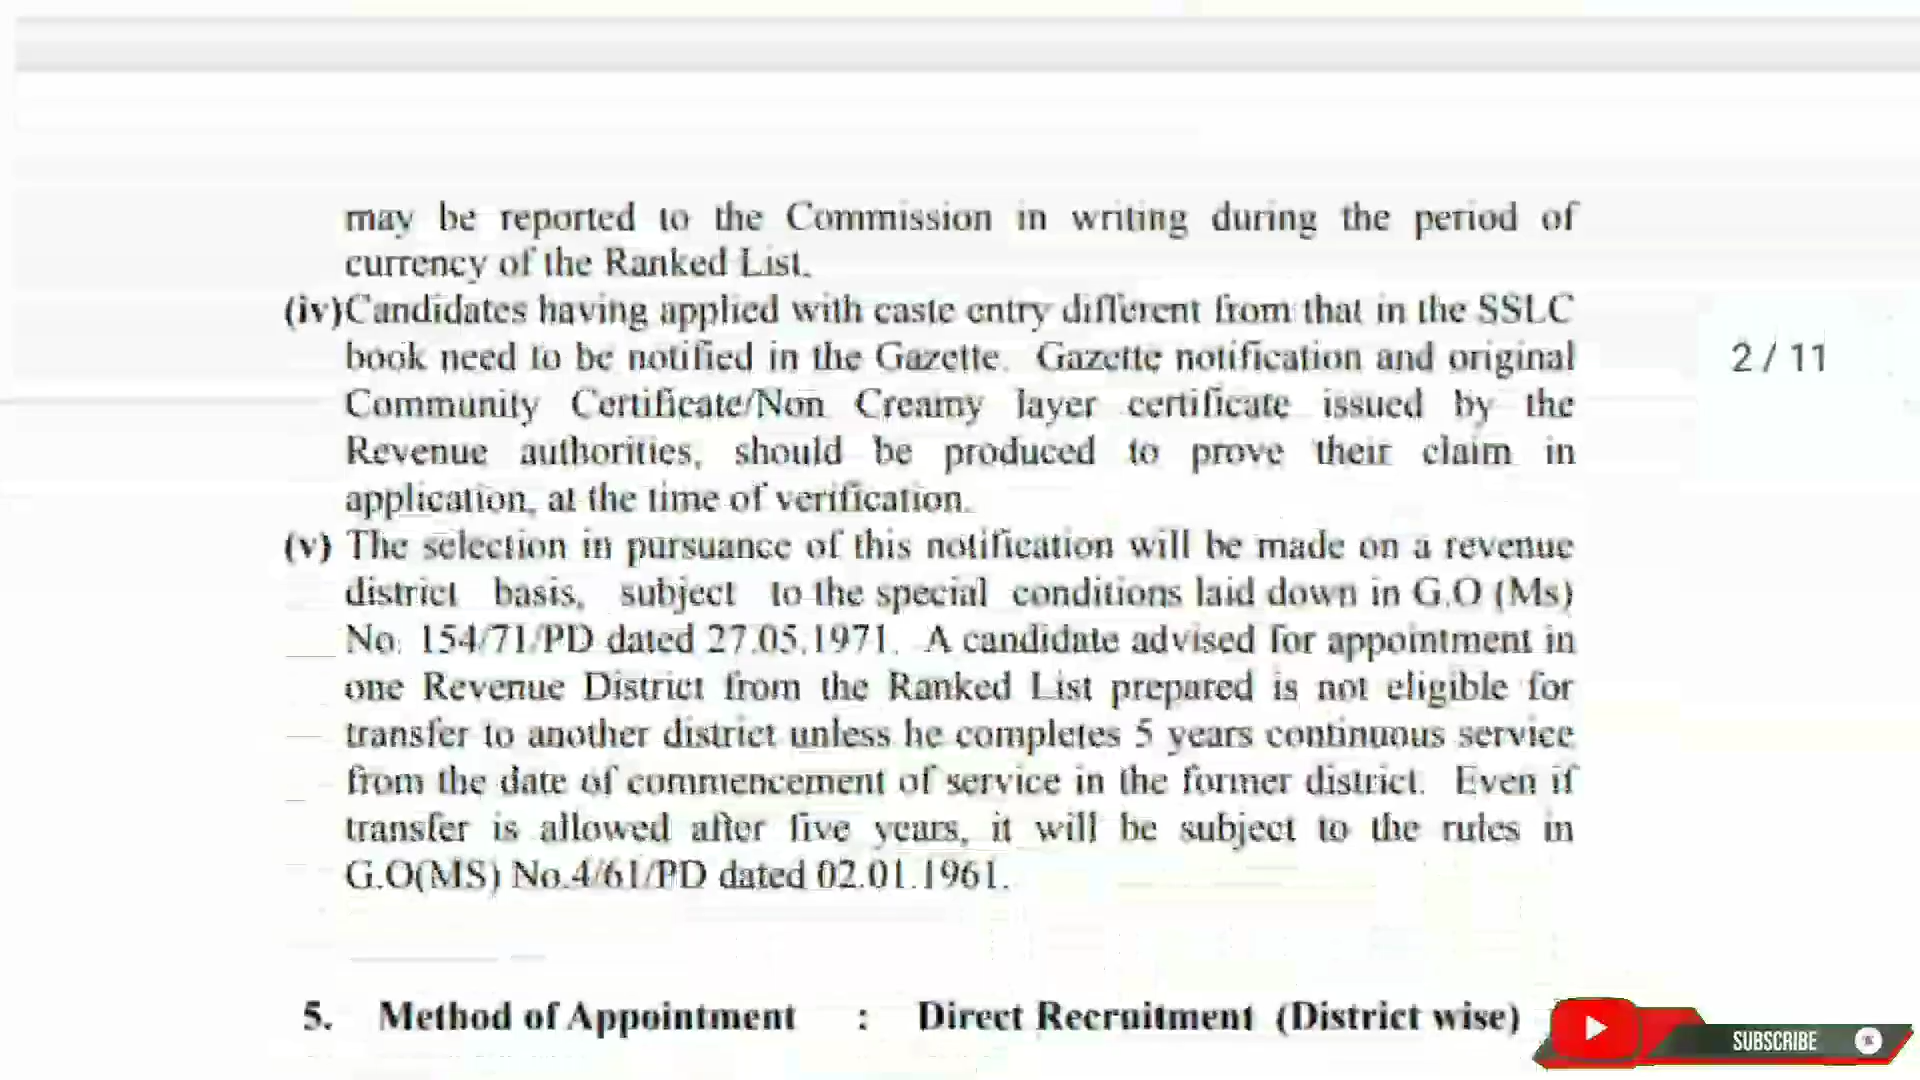 may be reported to the Commission in writing during the period of
currency of the Ranked List.
(iv)Candidates having applied with caste entry different from that in the SSLC
book need to be notified in the Gazette. Gazette notification and original
Community Certificate/Non Creamy layer certificate issued by the
Revenue authorities, should be produced to prove their claim in
application, at the time of verification.
(v) The selection in pursuance of this notification will be made on a revenue
district basis, subject to the special conditions laid down in G.O (Ms)
No. 154/71/PD dated 27.05.1971. A candidate advised for appointment in
one Revenue District from the Ranked List prepared is not eligible for
transfer to another district unless he completes 5 years continuous service
from the date of commencement of service in the former district. Even if
transfer is allowed after five years, it will be subject to the rules in
G.O(MS) No.4/61/PD dated 02.01.1961.
2 / 11
5. Method of Appointment : Direct Recruitment (District wise)
SUBSCRIBE